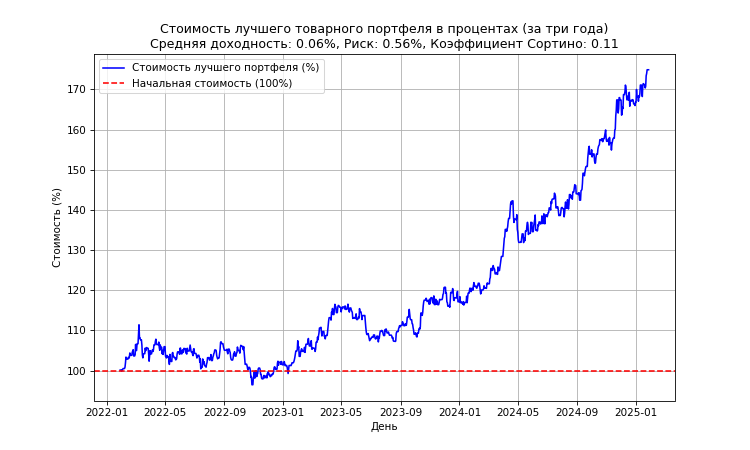 Стоимость лучшего товарного портфеля в процентах (за три года)
Средняя доходность: 0.06%, Риск: 0.56%, Коэффициент Сортино: 0.11
Стоимость лучшего портфеля (%)
Начальная стоимость (100%)
Стоимость (%)
170
160
150
140
130
120
110
100
2022-01 2022-05 2022-09 2023-01 2023-05 2023-09 2024-01 2024-05 2024-09 2025-01
День